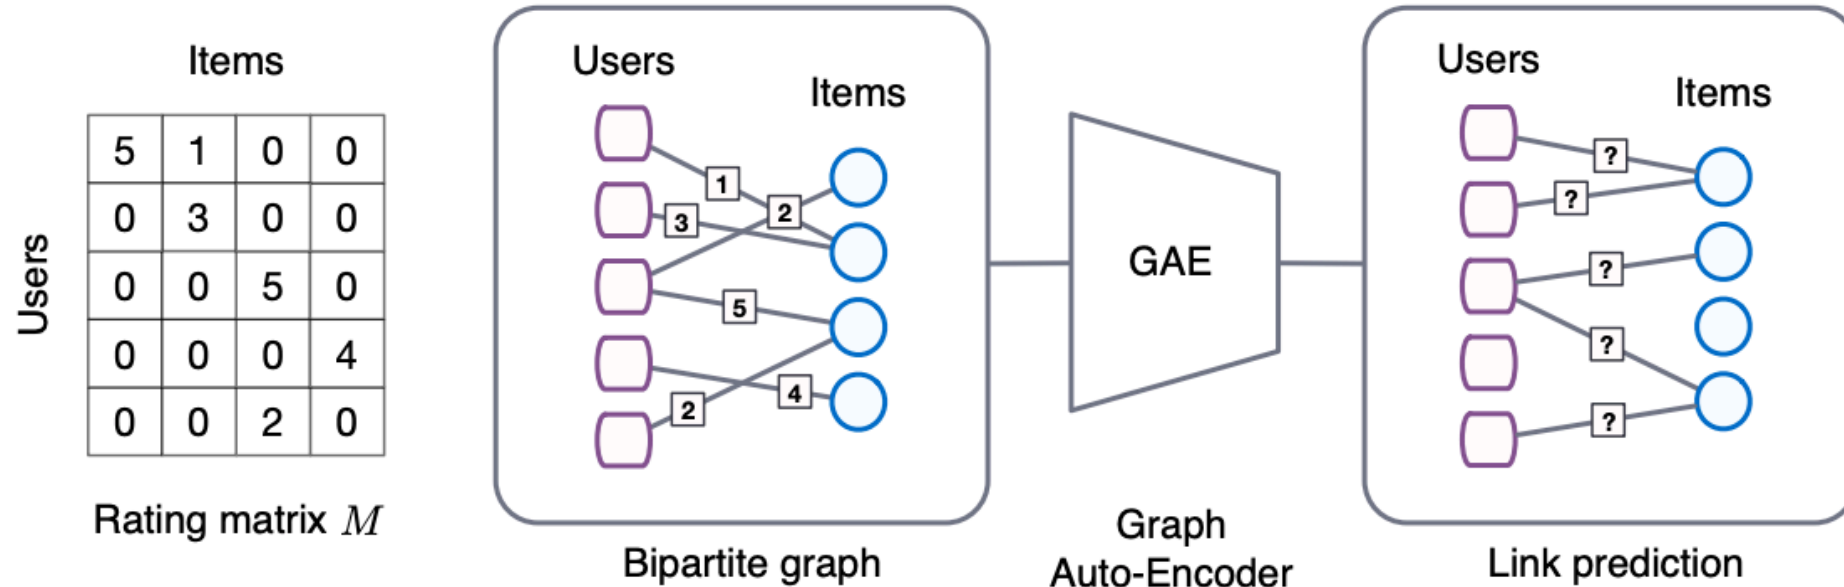 Items
Users
5 1 0 0
0 3 0 0
0 0 5 0
0 0 0 4
0 0 2 0
Rating matrix M
Users
Items
1
2
3
5
4
2
Bipartite graph
GAE
Graph
Auto-Encoder
Users
Items
?
?
?
?
?
Link prediction